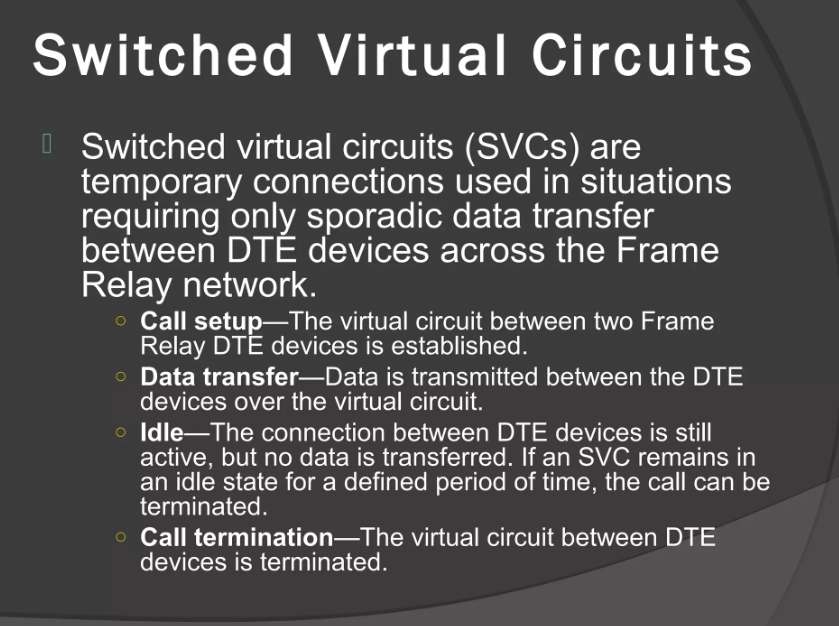 Switched Virtual Circuits
Switched virtual circuits (SVCs) are
temporary connections used in situations
requiring only sporadic data transfer
between DTE devices across the Frame
Relay network.
Call setup—The virtual circuit between two Frame
Relay DTE devices is established.
Data transfer—Data is transmitted between the DTE
devices over the virtual circuit.
Idle—The connection between DTE devices is still
active, but no data is transferred. If an SVC remains in
an idle state for a defined period of time, the call can be
terminated.
Call termination—The virtual circuit between DTE
devices is terminated.